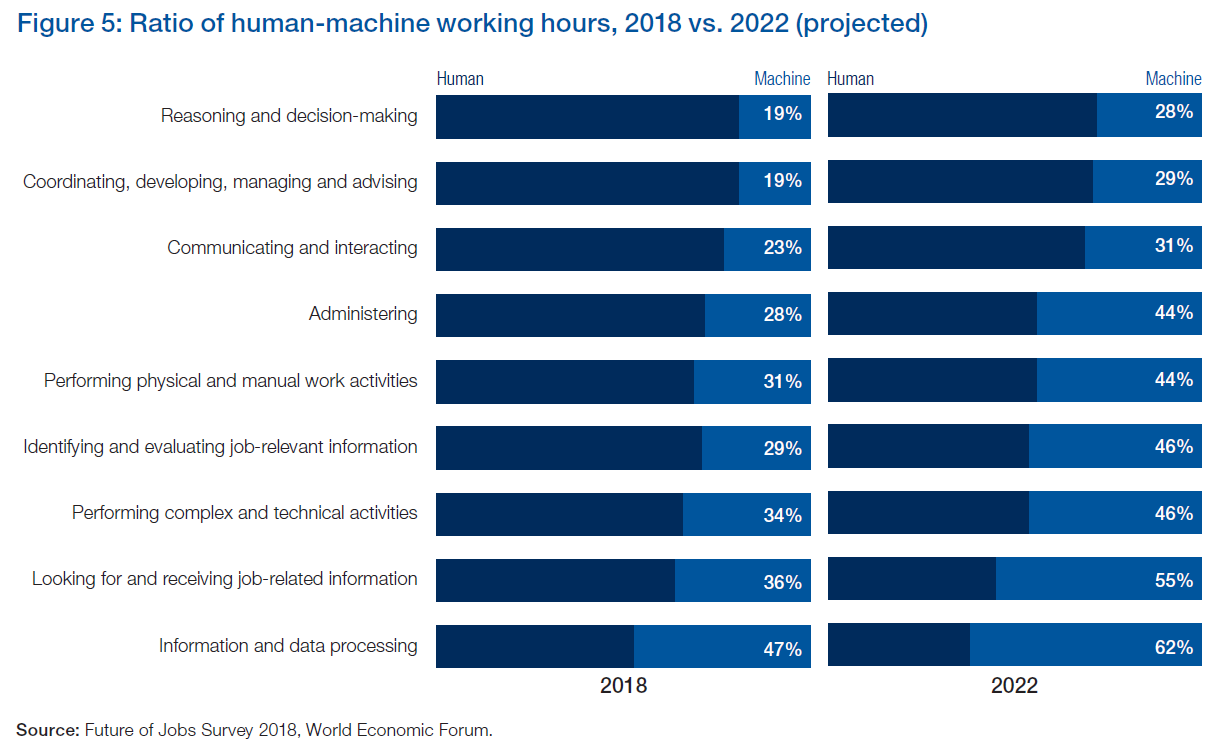 Figure 5: Ratio of human-machine working hours, 2018 vs. 2022 (projected)
Human Machine Human Machine
Reasoning and decision-making 19% 28%
Coordinating, developing, managing and advising 19% 29%
Communicating and interacting 23% 31%
Administering 28% 44%
Performing physical and manual work activities 31% 44%
Identifying and evaluating job-relevant information 29% 46%
Performing complex and technical activities 34% 46%
Looking for and receiving job-related information 36% 55%
Information and data processing 47% 62%
2018 2022
Source: Future of Jobs Survey 2018, World Economic Forum.